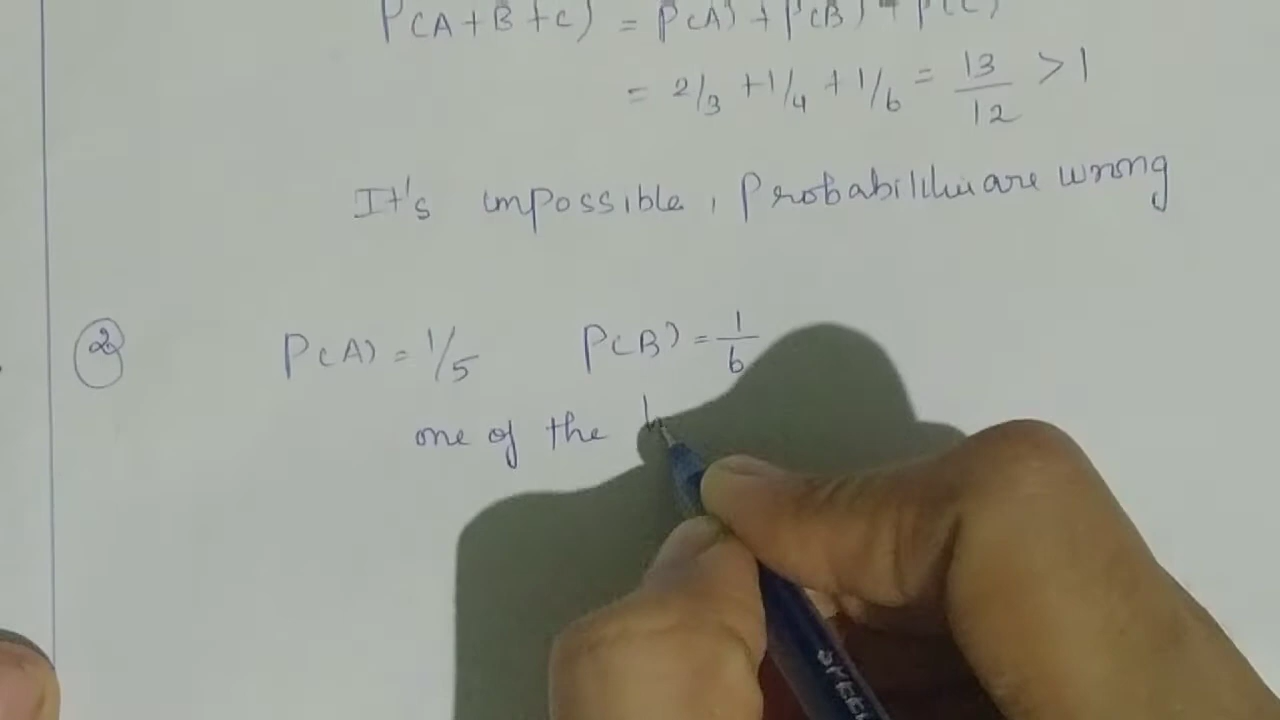 P(A+B+C) = P(A) + P(B) + P(C)
= 2/3 + 1/4 + 1/6 = 13/12 > 1
It's impossible, Probabilities are wrong
2 P(A) = 1/5 P(B) = 1/6
one of the